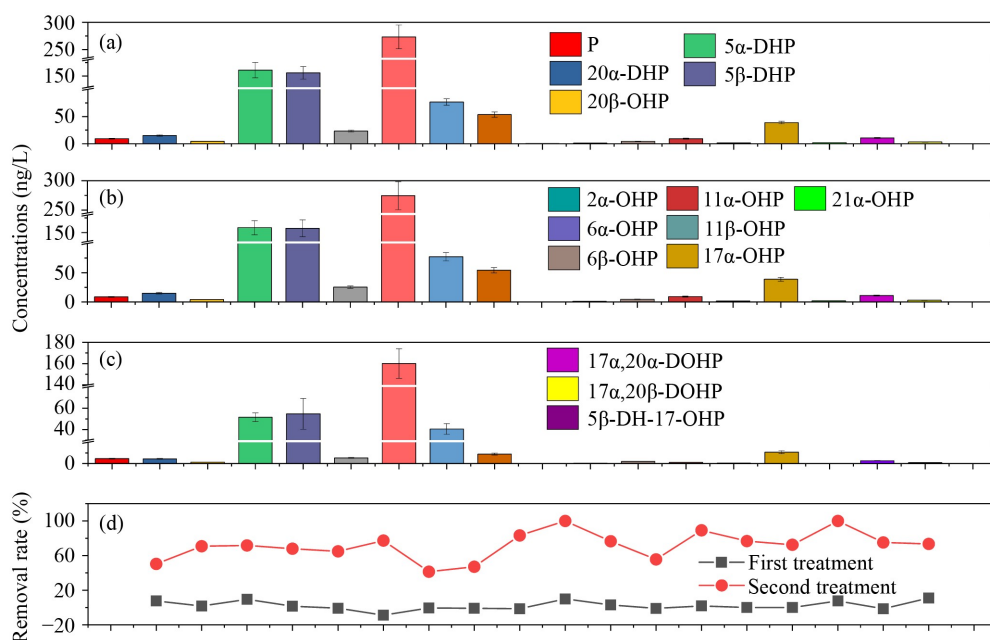 300
250
150
50
0
(a)
P
20α-DHP
20β-OHP
5α-DHP
5β-DHP
Concentrations (ng/L)
300
250
150
50
0
(b)
2α-OHP
6α-OHP
6β-OHP
11α-OHP
11β-OHP
17α-OHP
21α-OHP
180
160
140
60
40
0
(c)
17α,20α-DOHP
17α,20β-DOHP
5β-DH-17-OHP
Removal rate (%)
100
60
20
−20
(d)
First treatment
Second treatment